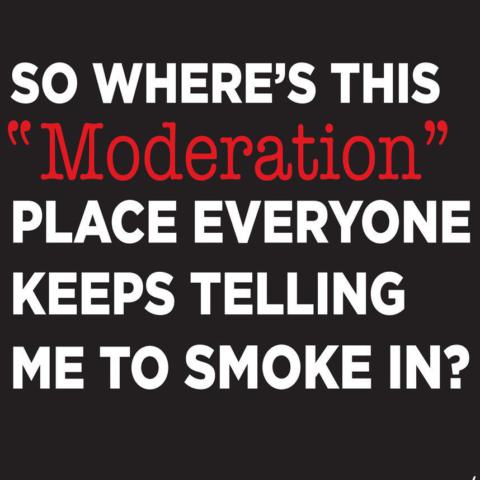 SO WHERE'S THIS
“Moderation”
PLACE EVERYONE
KEEPS TELLING
ME TO SMOKE IN?